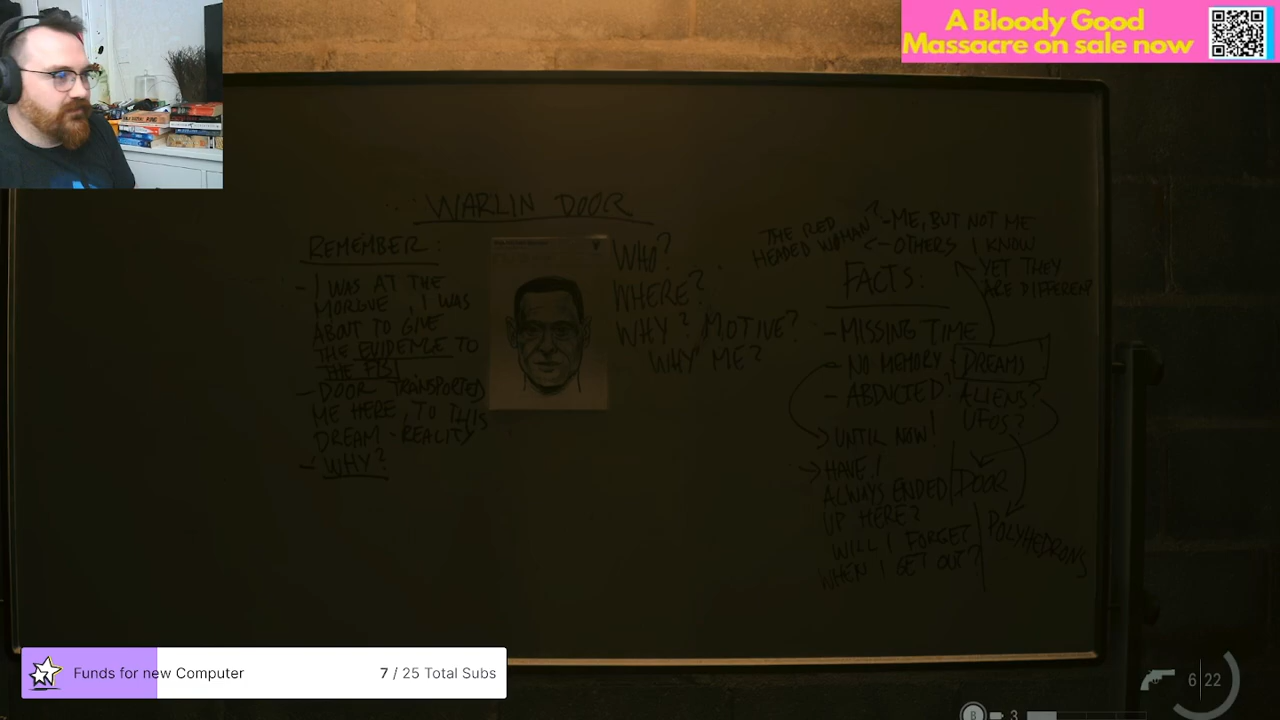 A Bloody Good
Massacre on sale now
WARLIN DOOR
REMEMBER:
- I WAS AT THE
MORGUE, I WAS
ABOUT TO GIVE
THE EVIDENCE TO
THE FBI
- DOOR TRANSPORTED
ME HERE, TO THIS
DREAM-REALITY
- WHY?
WHO?
WHERE?
WHY? MOTIVE?
WHY ME?
THE RED
HEADED WOMAN?
- ME, BUT NOT ME
- OTHERS I KNOW
YET THEY
ARE DIFFERENT
FACTS:
- MISSING TIME
- NO MEMORY - DREAMS
- ABDUCTED? ALIENS?
UFOS?
UNTIL NOW!
HAVE I
ALWAYS ENDED
UP HERE?
WILL I FORGET
WHEN I GET OUT?
DOOR
POLYHEDRONS
Funds for new Computer
7 / 25 Total Subs
6|22
B
3